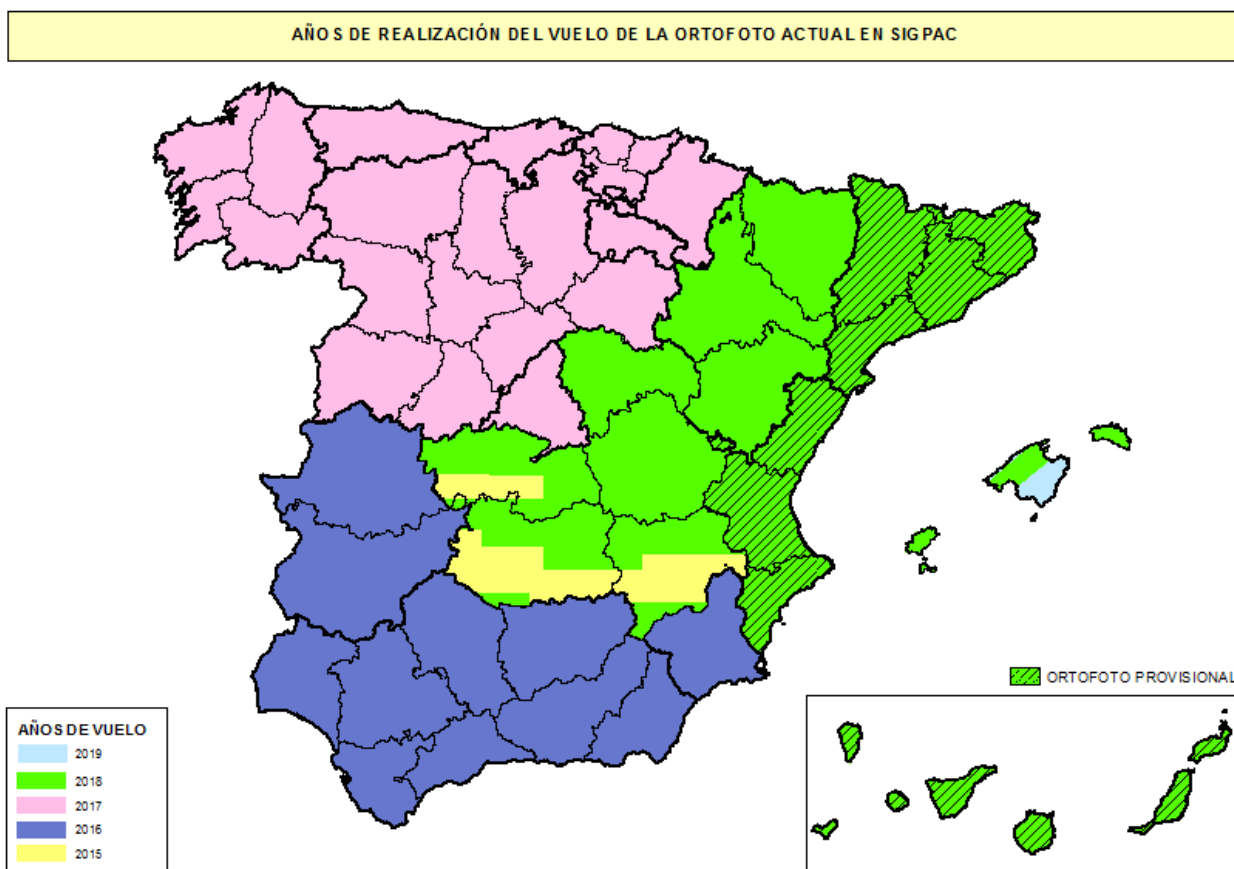 AÑOS DE REALIZACIÓN DEL VUELO DE LA ORTOFOTO ACTUAL EN SIGPAC
ORTOFOTO PROVISIONAL
AÑOS DE VUELO
2019
2018
2017
2016
2015